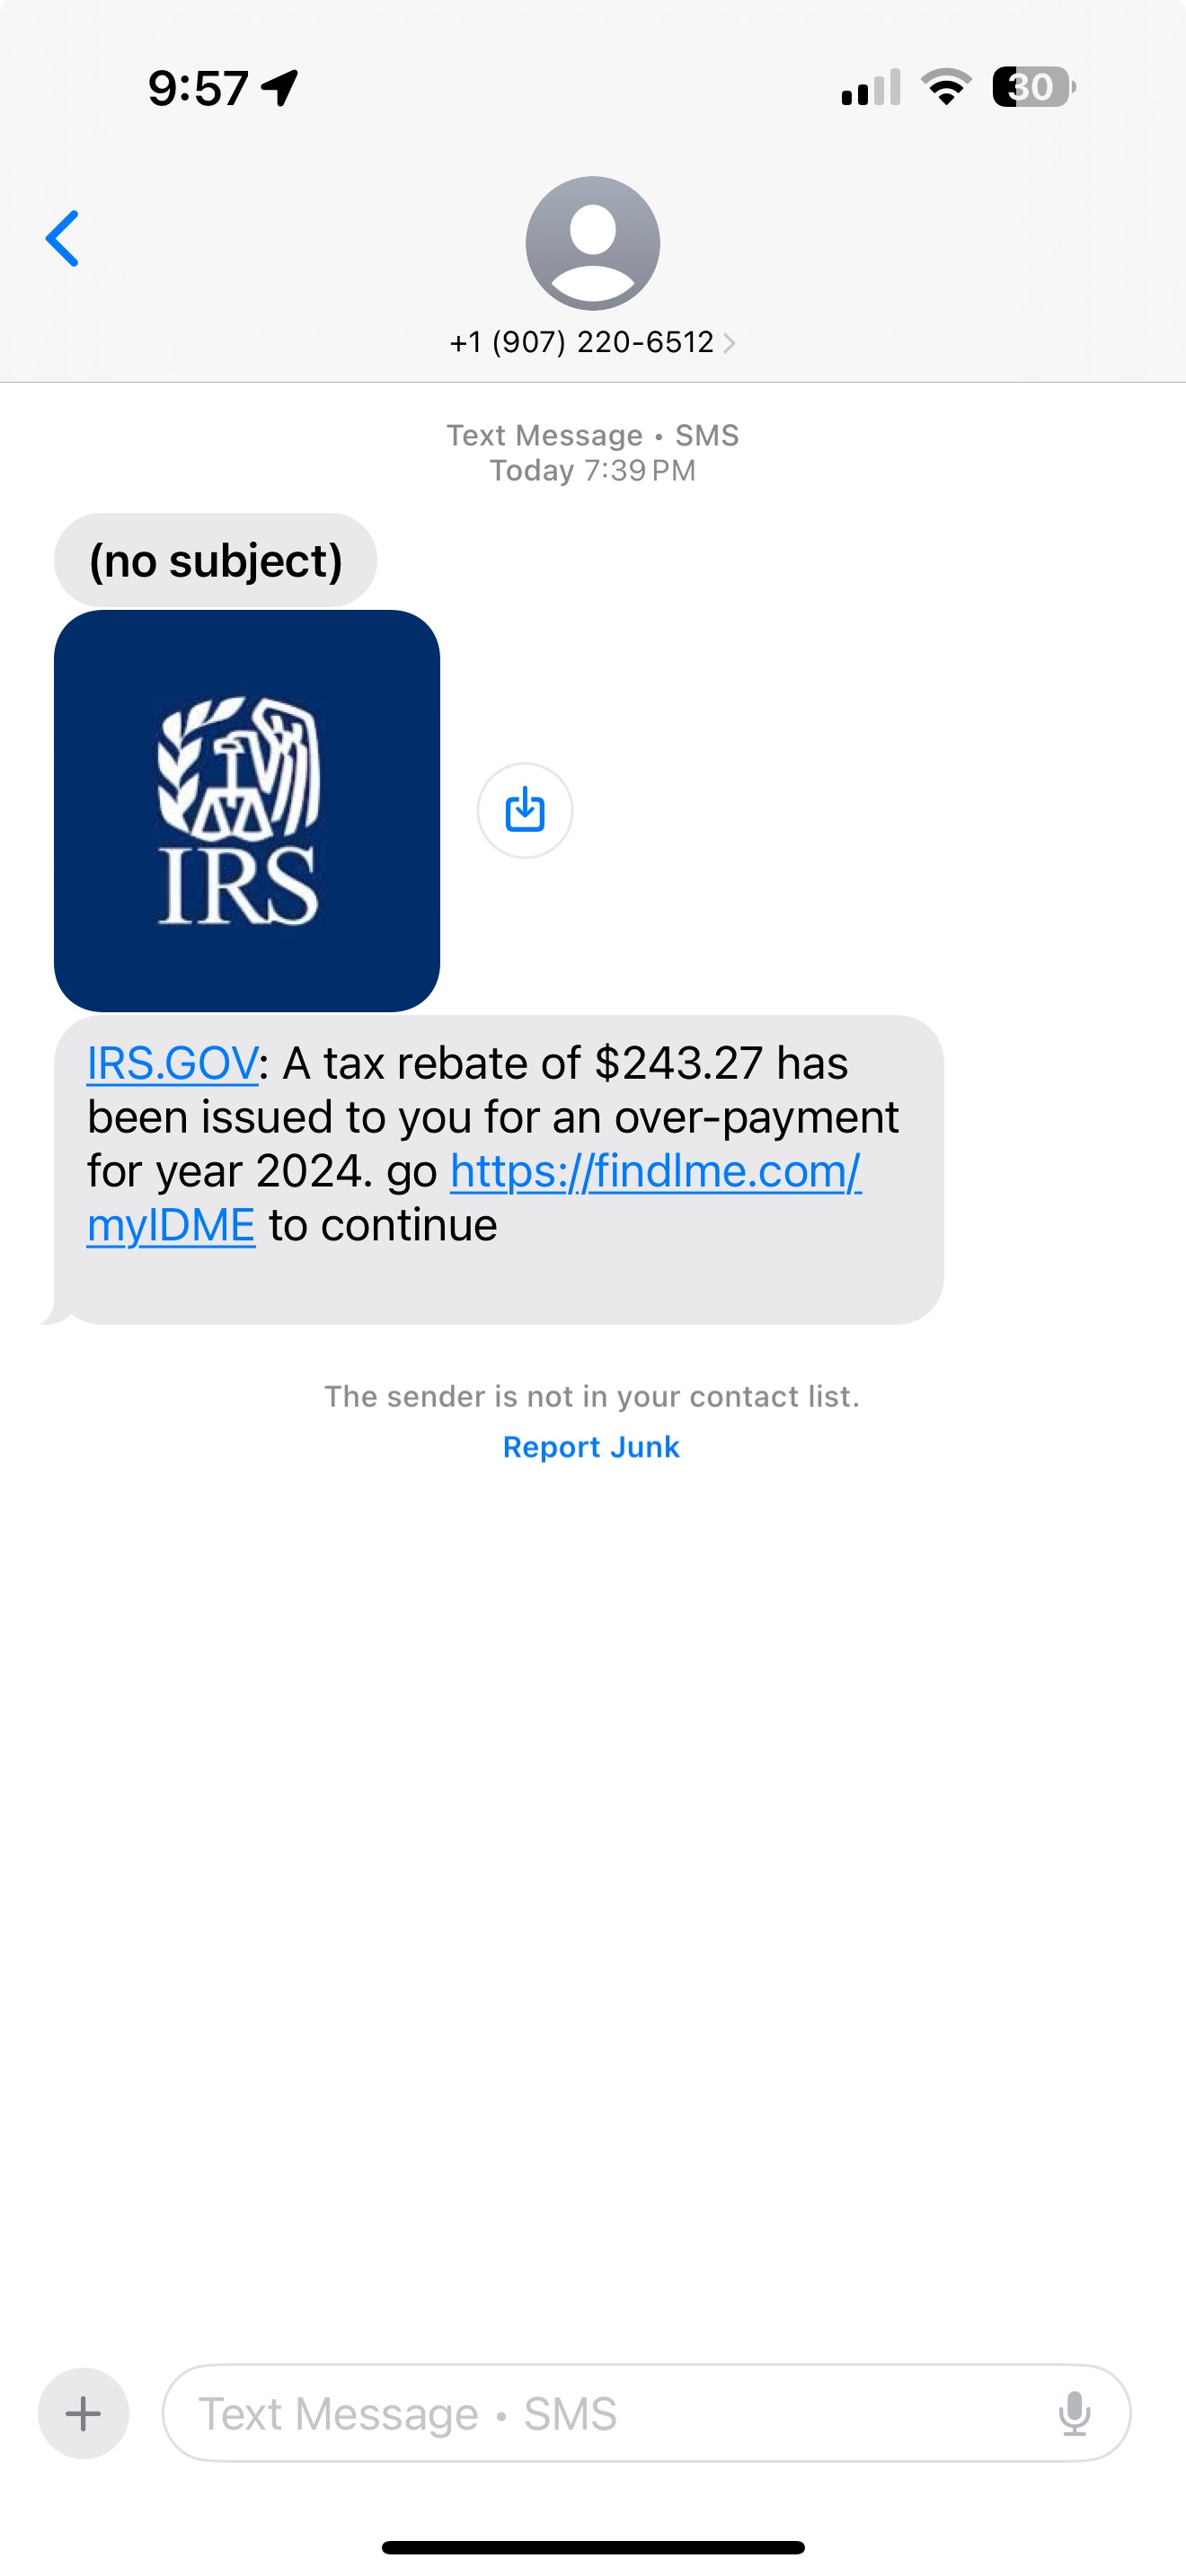 9:57
30
+1 (907) 220-6512
Text Message • SMS
Today 7:39 PM
(no subject)
IRS
IRS.GOV: A tax rebate of $243.27 has
been issued to you for an over-payment
for year 2024. go https://findlme.com/
myIDME to continue
The sender is not in your contact list.
Report Junk
Text Message • SMS